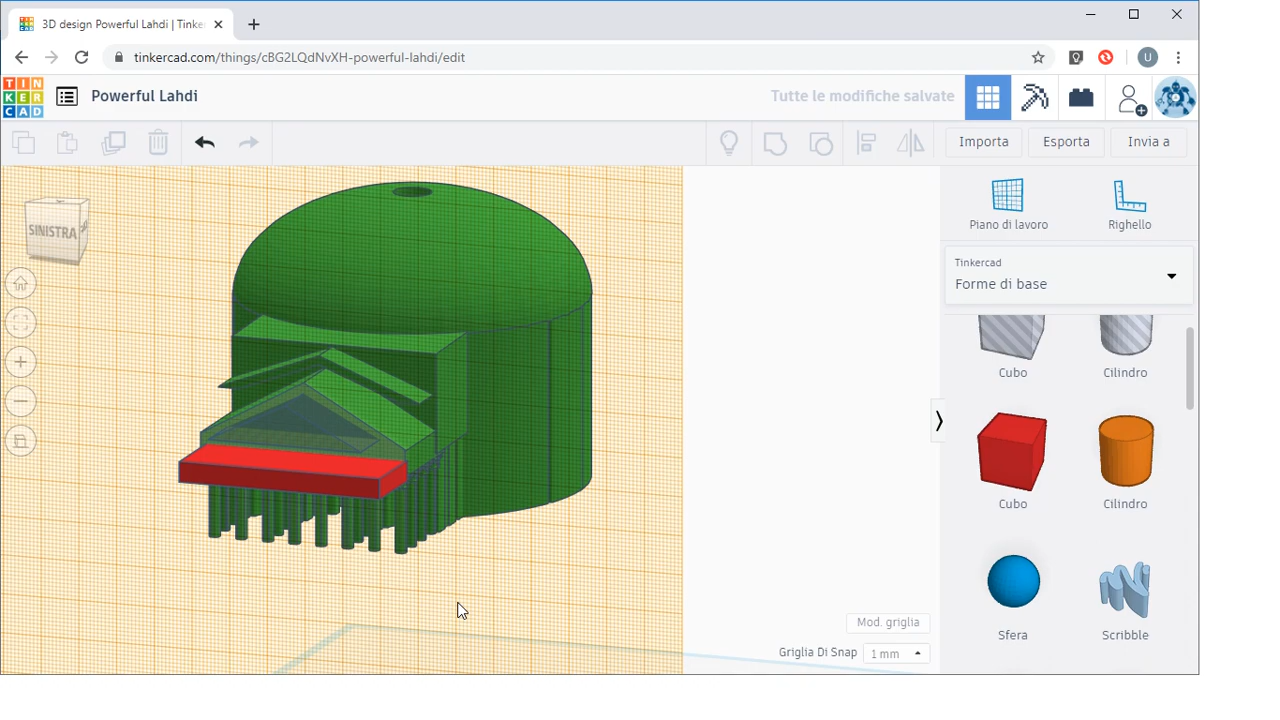 3D design Powerful Lahdi | Tinke
tinkercad.com/things/cBG2LQdNvXH-powerful-lahdi/edit
U
TIN
KER
CAD
Powerful Lahdi
Tutte le modifiche salvate
Importa
Esporta
Invia a
SINISTRA
Piano di lavoro
Righello
Tinkercad
Forme di base
Cubo
Cilindro
Cubo
Cilindro
Sfera
Scribble
Mod. griglia
Griglia Di Snap
1 mm